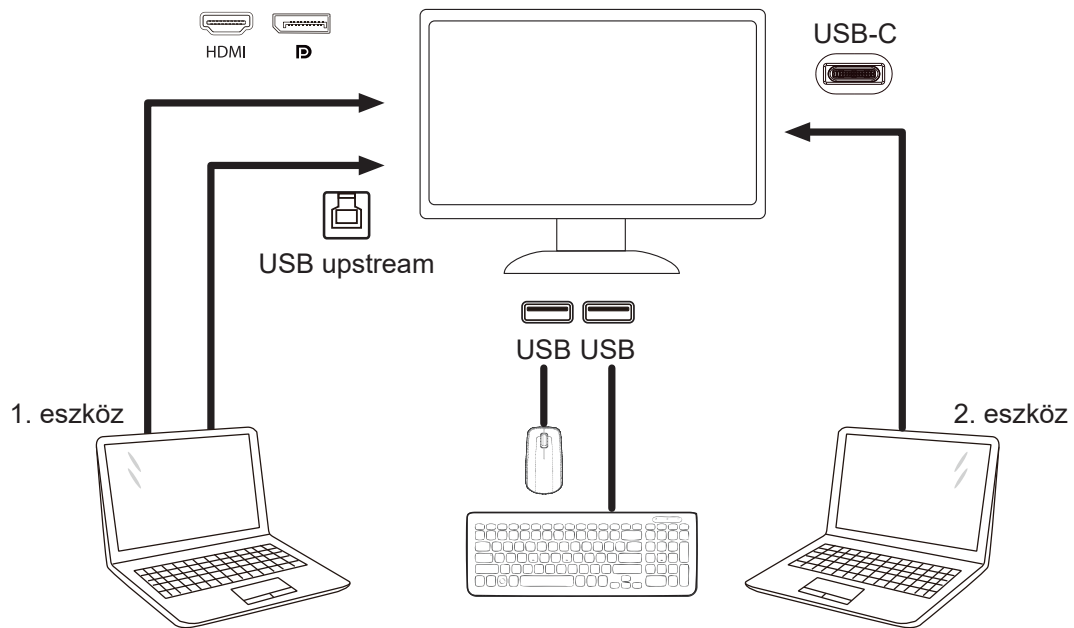 HDMI
USB-C
USB upstream
USB USB
1. eszköz
2. eszköz